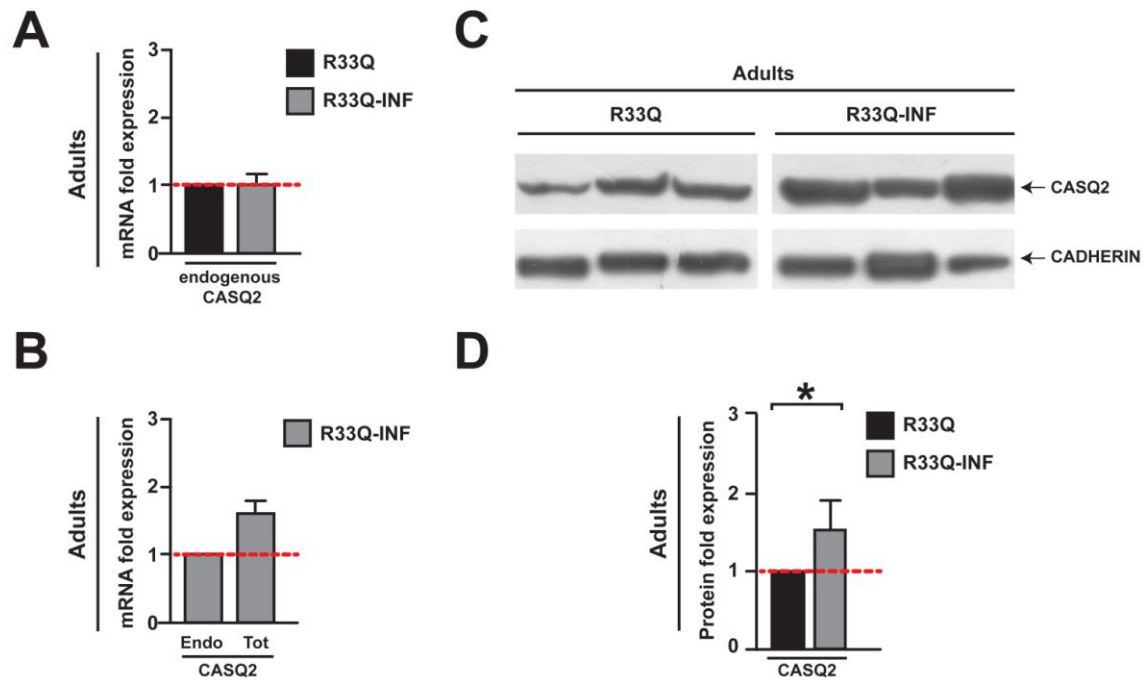 A
Adults
mRNA fold expression
3
2
1
0
endogenous
CASQ2
R33Q
R33Q-INF
B
Adults
mRNA fold expression
3
2
1
0
Endo Tot
CASQ2
R33Q-INF
C
Adults
R33Q R33Q-INF
CASQ2
CADHERIN
D
Adults
Protein fold expression
3
2
1
0
*
CASQ2
R33Q
R33Q-INF